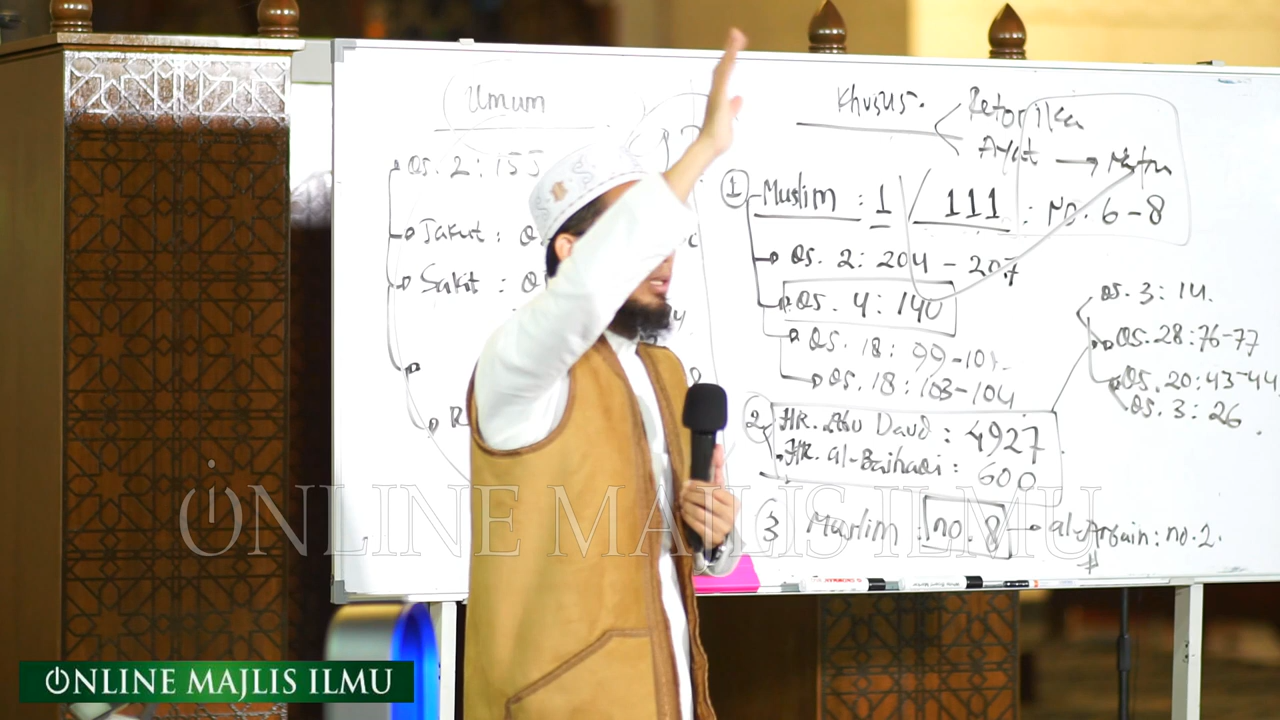 Umum
QS. 2: 155
Takut :
Sakit :
Khusus.
Retorika
Ayat →
① Muslim : 1 / 111 : No. 6-8
QS. 2: 204 - 207
QS. 4: 140
QS. 18: 99-101
QS. 18: 103-104
② HR. Abu Daud : 4927
HR. al-Baihaqi : 600
3 Muslim : no. 8 → al-Arbain: no. 2.
QS. 3: 14.
QS. 28: 76-77
QS. 20: 43-44
QS. 3: 26
ONLINE MAJLIS ILMU
ONLINE MAJLIS ILMU